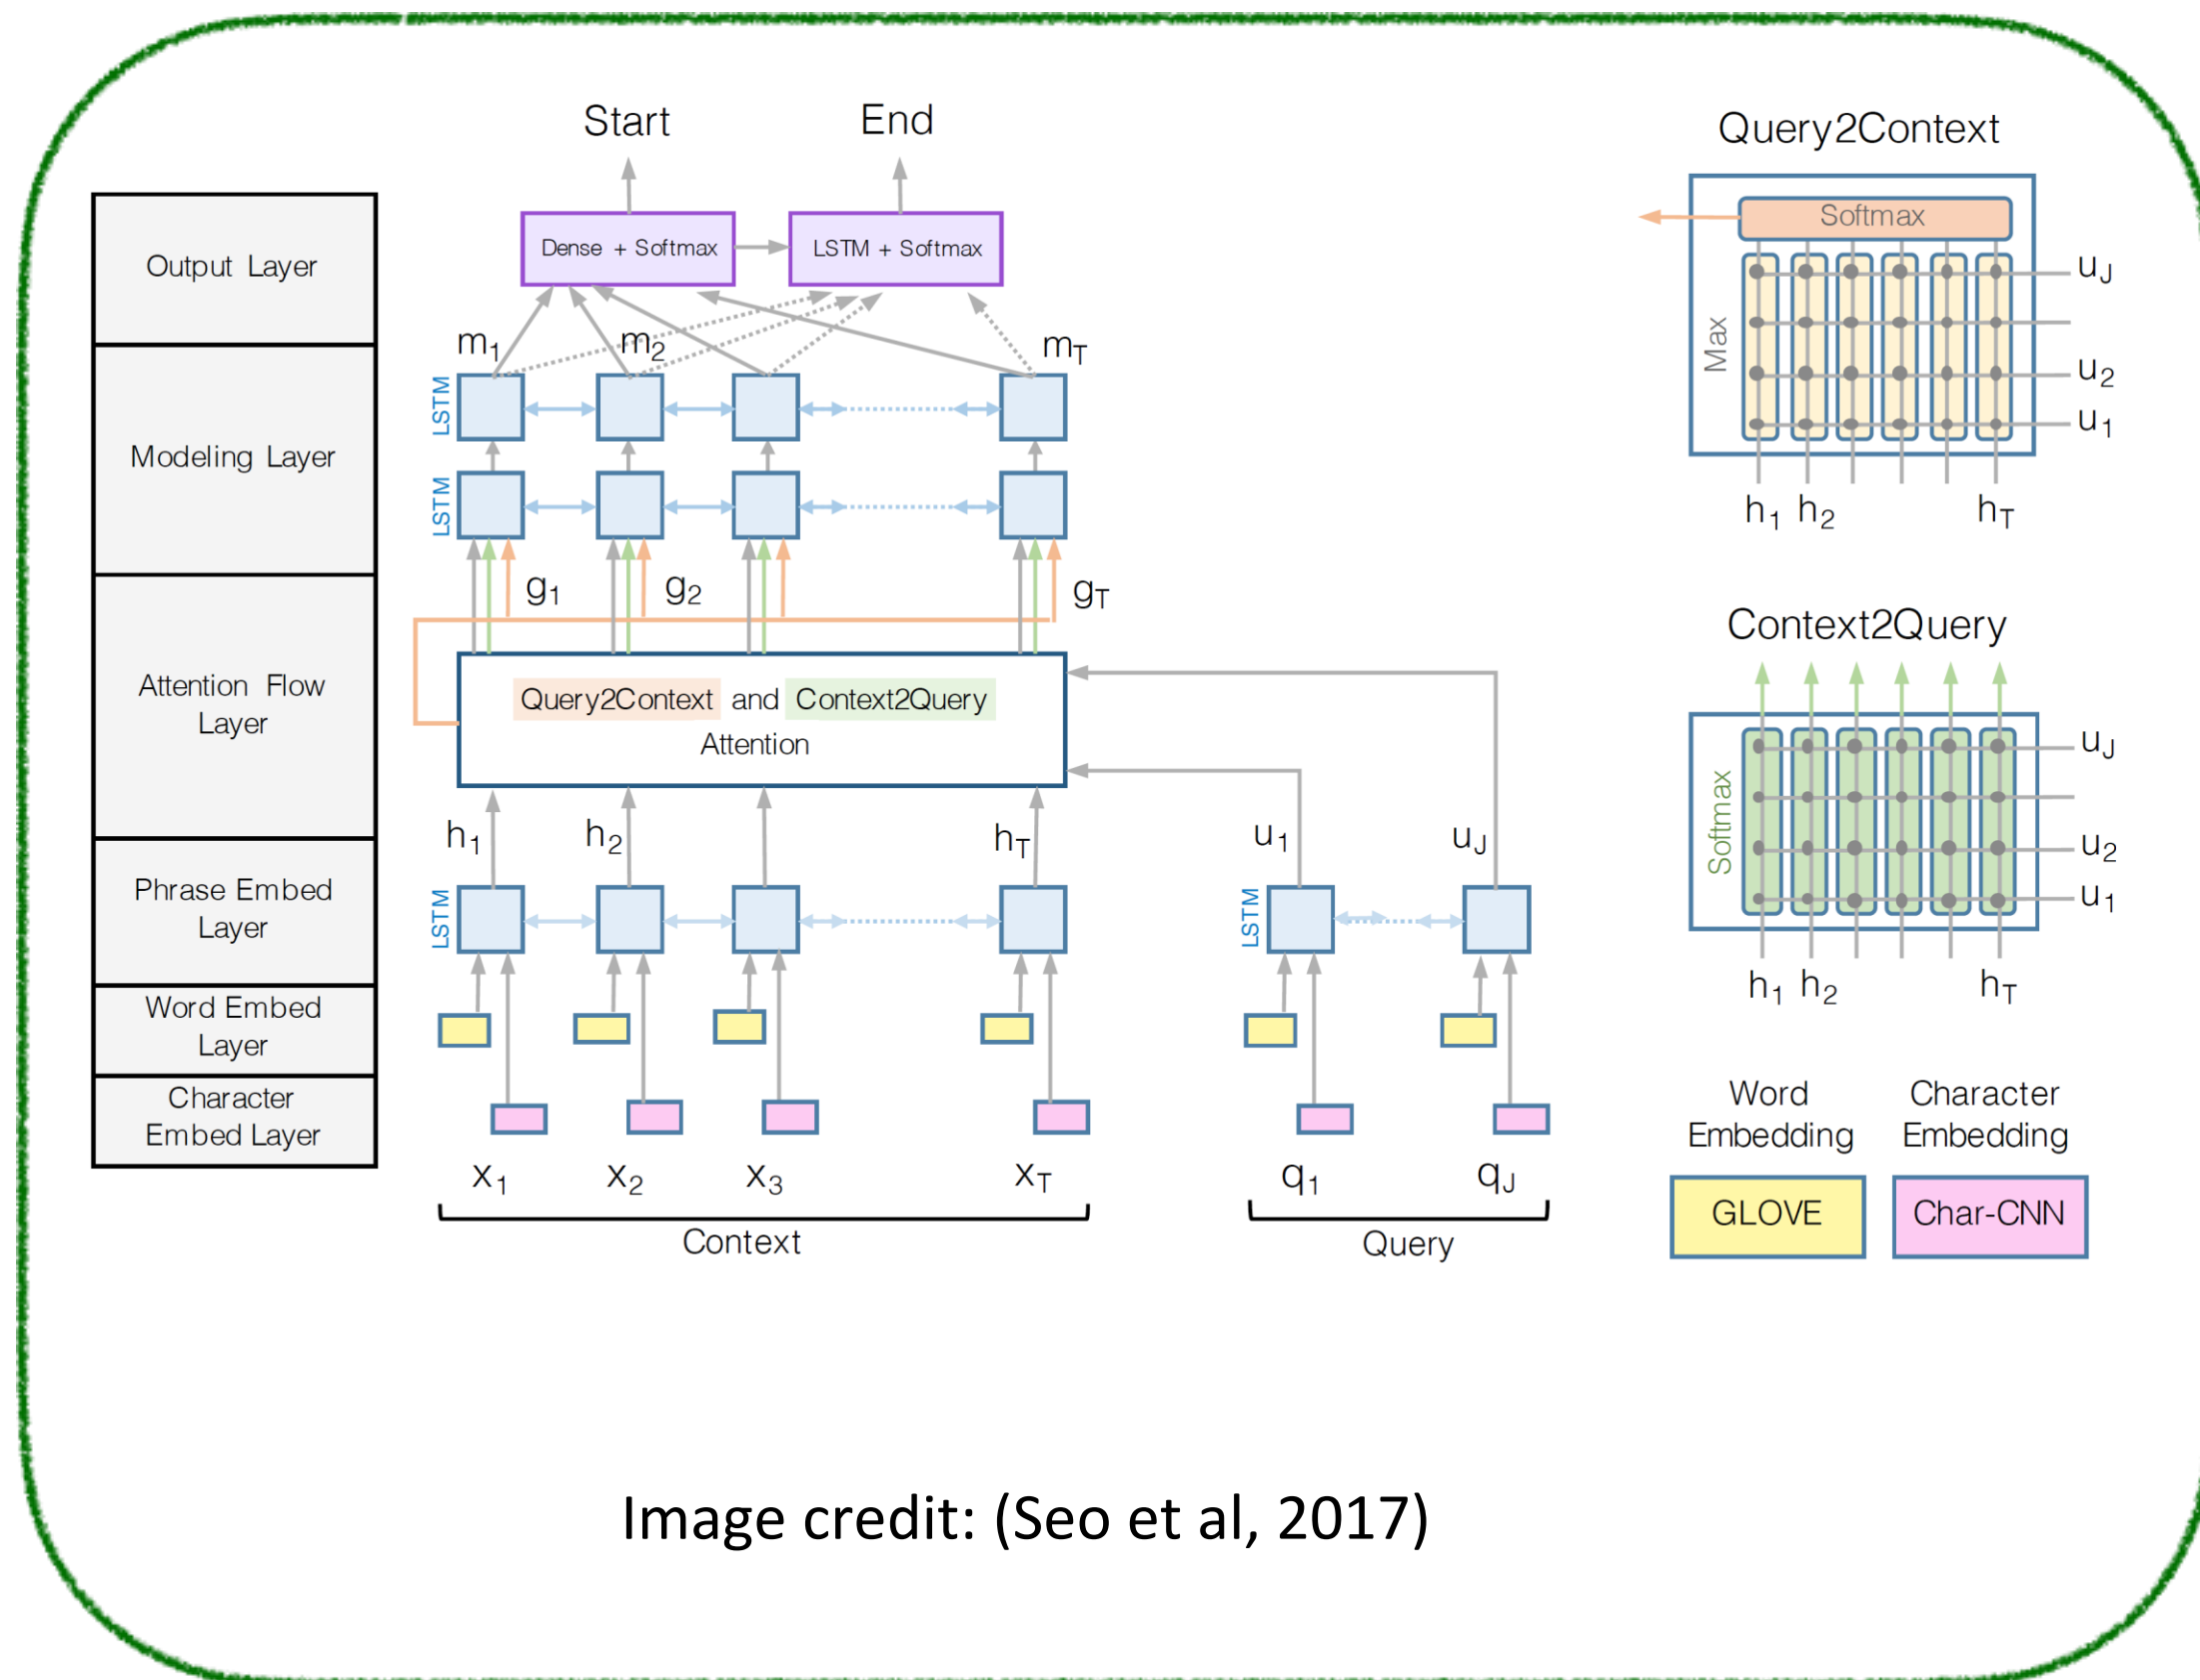 Start
End
Dense + Softmax
LSTM + Softmax
Output Layer
m1
m2
mT
LSTM
Modeling Layer
LSTM
g1
g2
gT
Attention Flow
Layer
Query2Context and Context2Query
Attention
h1
h2
hT
u1
uJ
Phrase Embed
Layer
LSTM
LSTM
Word Embed
Layer
Character
Embed Layer
x1
x2
x3
xT
q1
qJ
Context
Query
Query2Context
Softmax
Max
uJ
u2
u1
h1
h2
hT
Context2Query
Softmax
uJ
u2
u1
h1
h2
hT
Word
Embedding
Character
Embedding
GLOVE
Char-CNN
Image credit: (Seo et al, 2017)